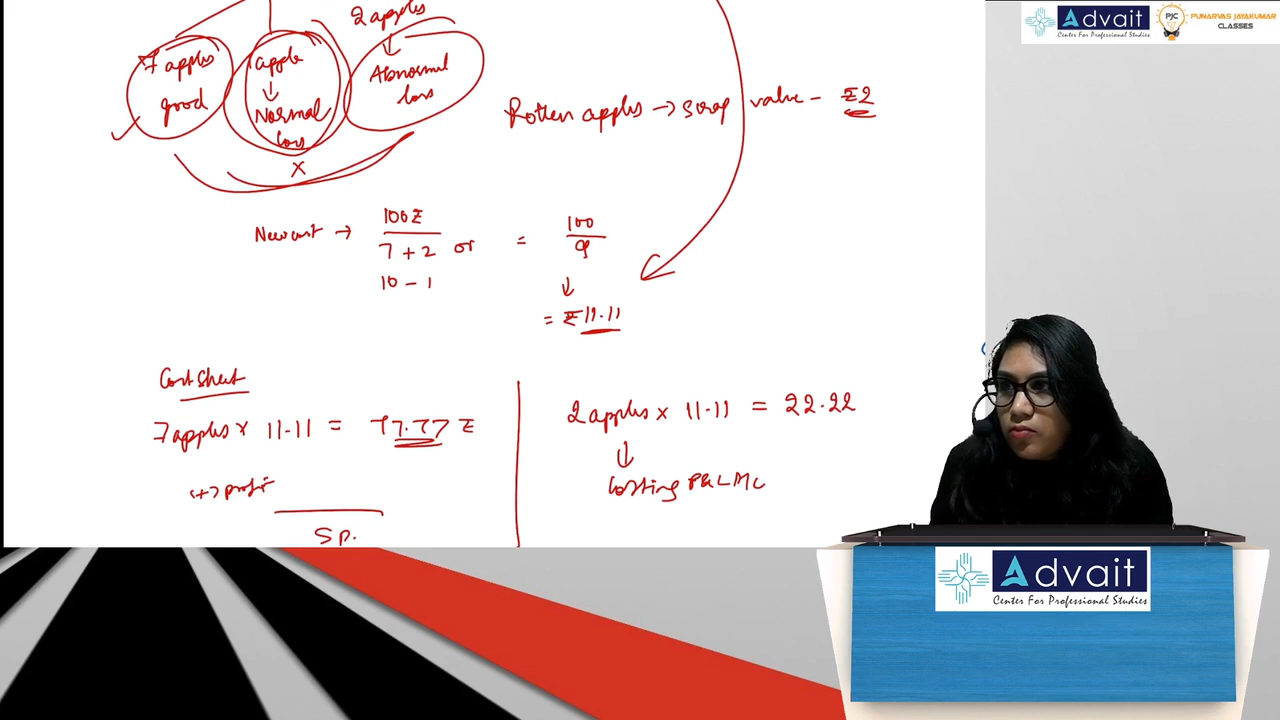 Advait
Center For Professional Studies
PJC
PUNARVAS JAYAKUMAR
CLASSES
2 apples
7 apples
good
1 apple
↓
Normal
loss
×
↓
Abnormal
loss
Rotten apples → scrap value - ₹2
New cost → 100₹ / 7 + 2 or 10 - 1 = 100 / 9
↓
= ₹11.11
Cost Sheet
7 apples × 11.11 = 77.77 ₹
(+) profit
S P.
2 apples × 11.11 = 22.22
↓
Costing P&L A/c
Advait
Center For Professional Studies